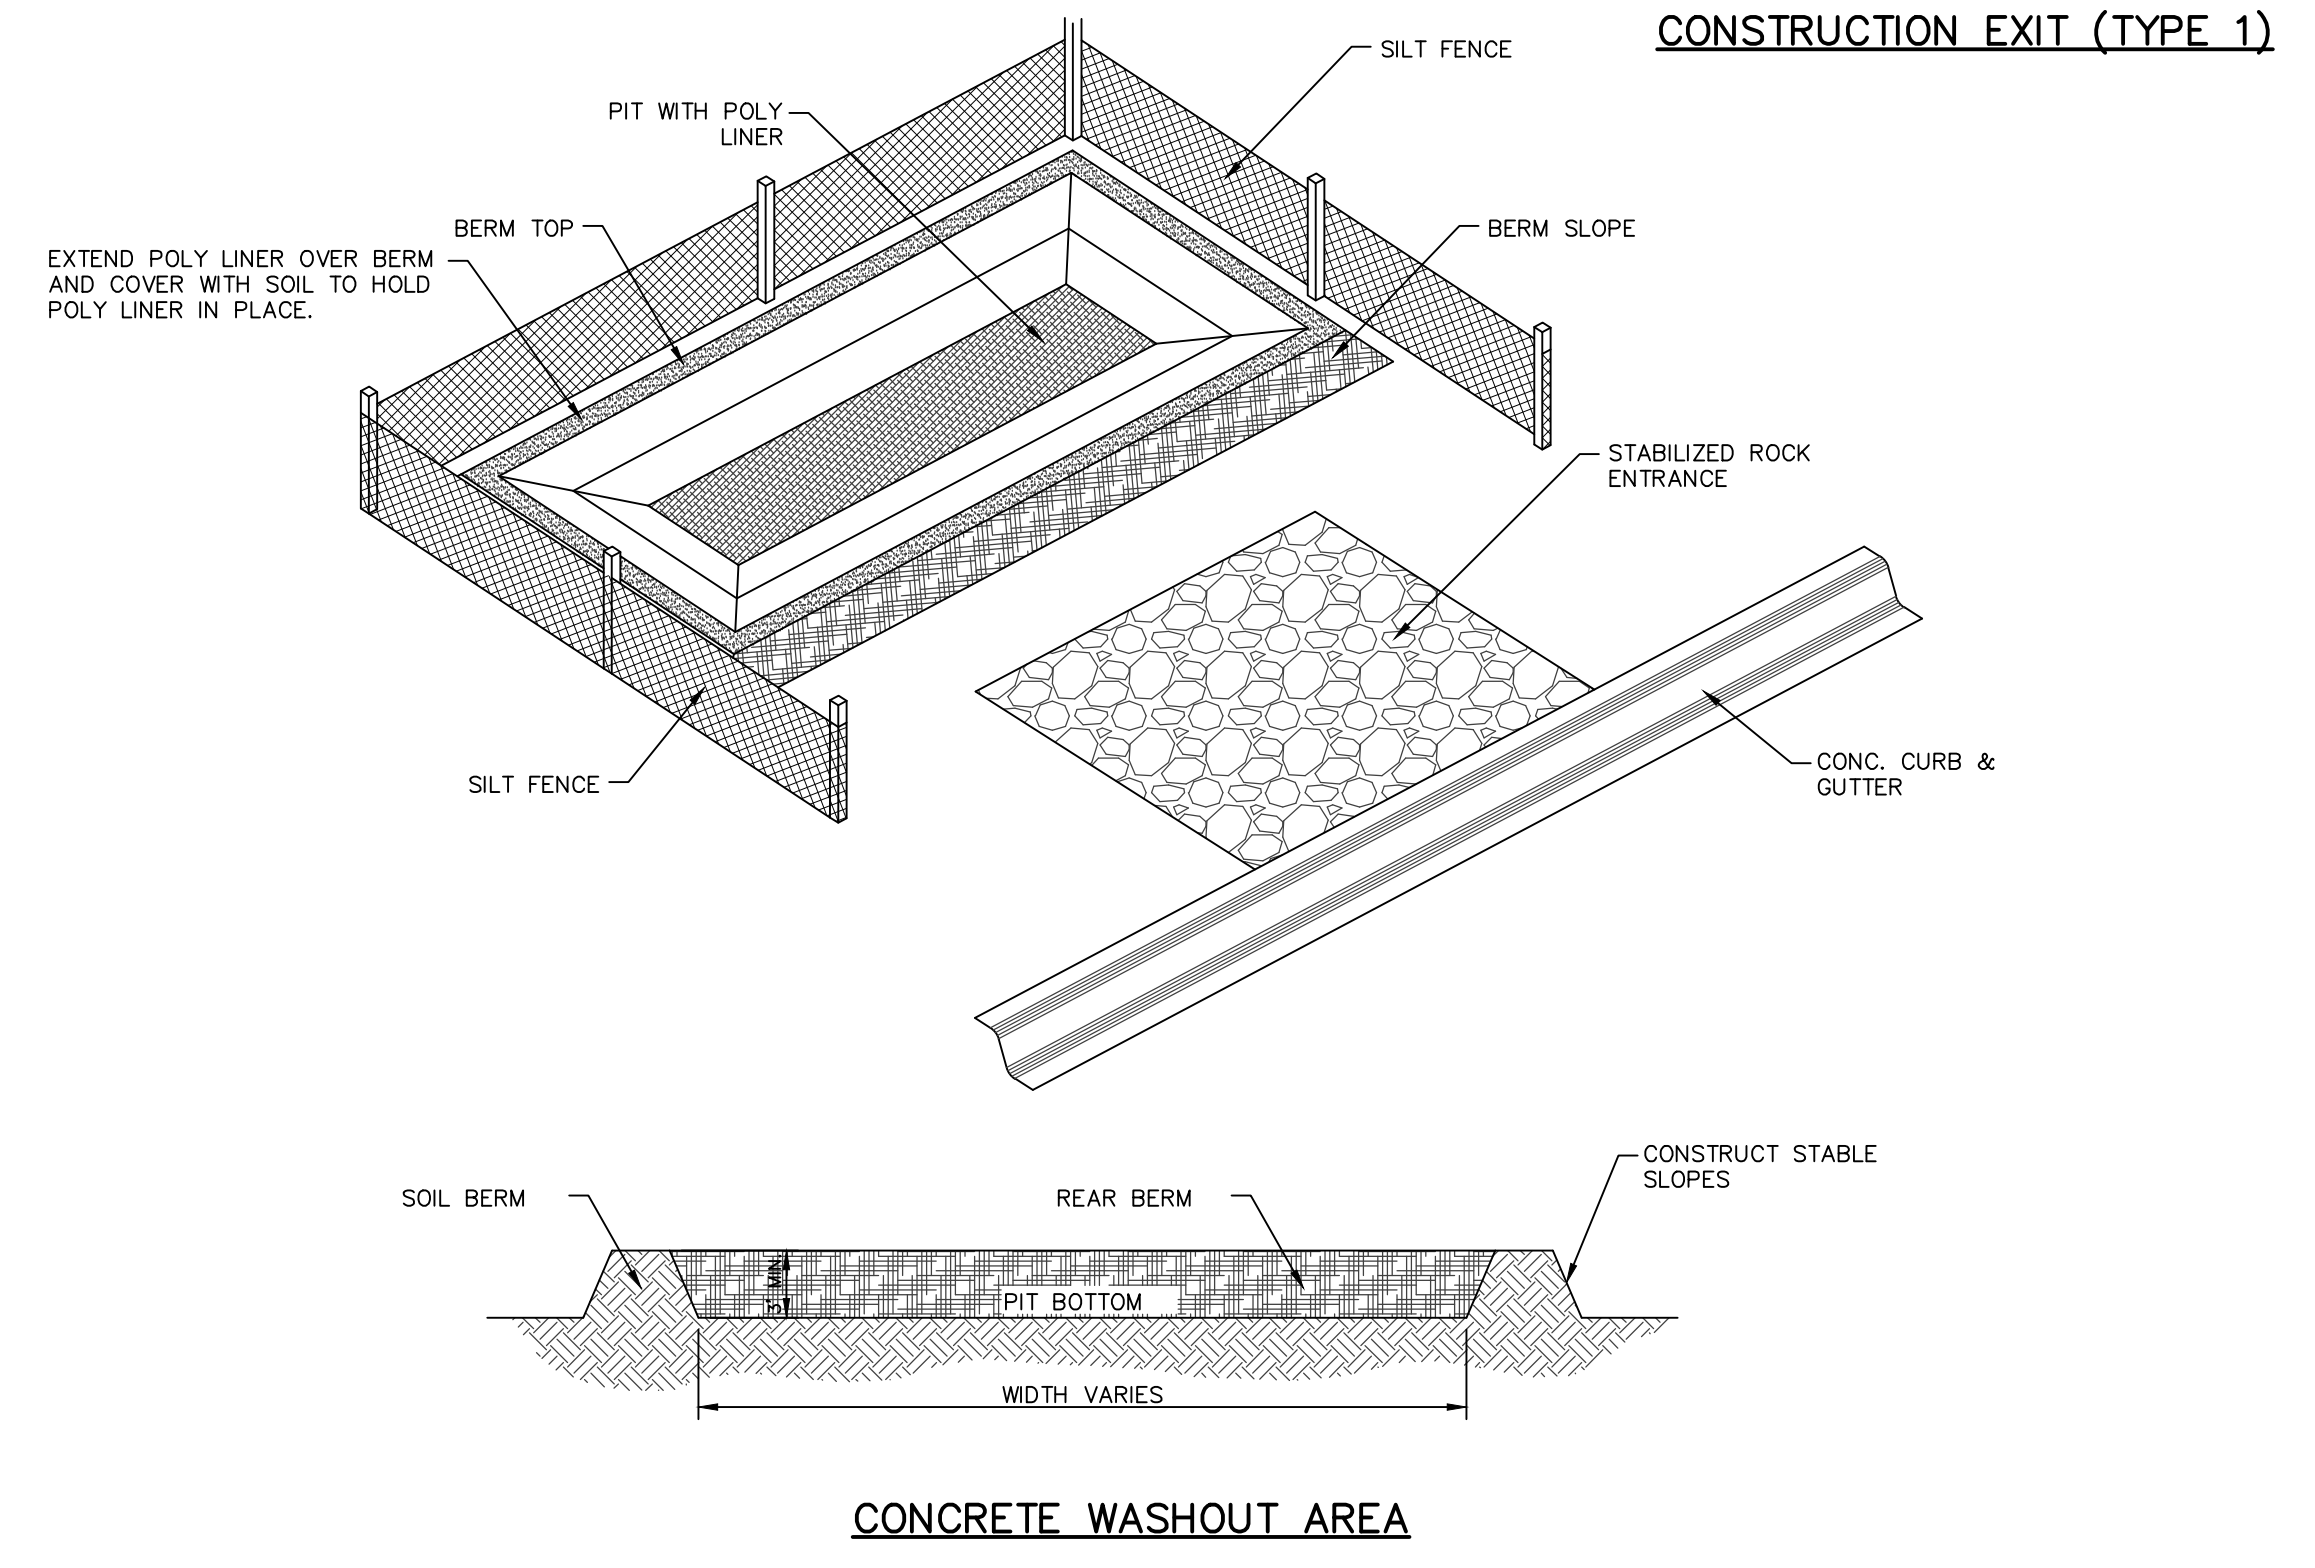 CONSTRUCTION EXIT (TYPE 1)
SILT FENCE
PIT WITH POLY
LINER
BERM TOP
BERM SLOPE
EXTEND POLY LINER OVER BERM
AND COVER WITH SOIL TO HOLD
POLY LINER IN PLACE.
STABILIZED ROCK
ENTRANCE
SILT FENCE
CONC. CURB &
GUTTER
CONSTRUCT STABLE
SLOPES
SOIL BERM
REAR BERM
3' MIN.
PIT BOTTOM
WIDTH VARIES
CONCRETE WASHOUT AREA